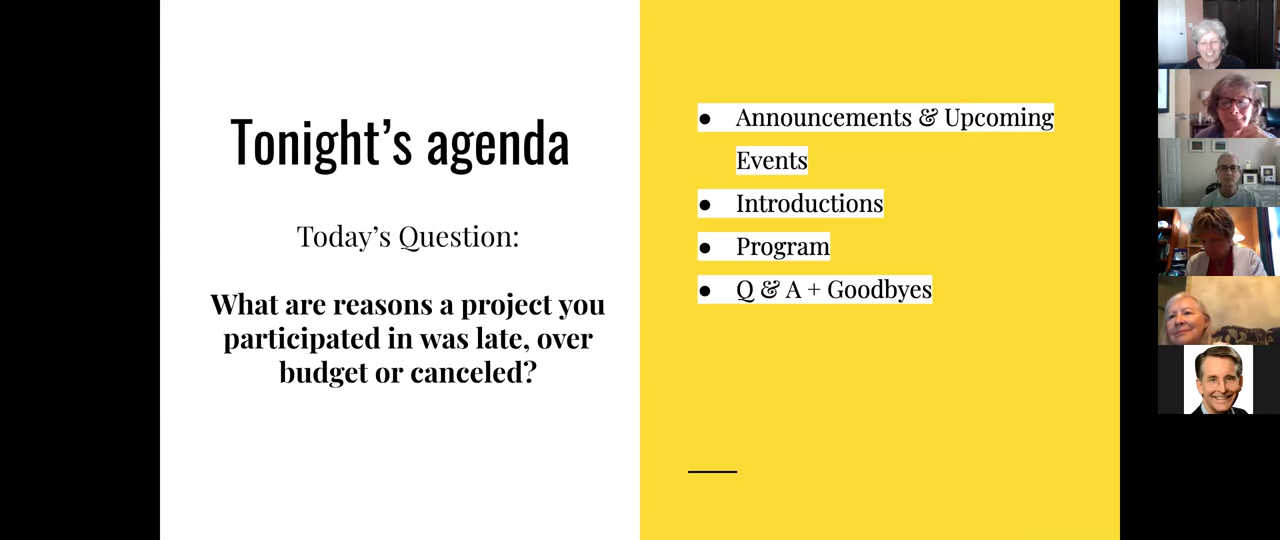 Tonight’s agenda
Today’s Question:
What are reasons a project you
participated in was late, over
budget or canceled?
● Announcements & Upcoming
Events
● Introductions
● Program
● Q & A + Goodbyes